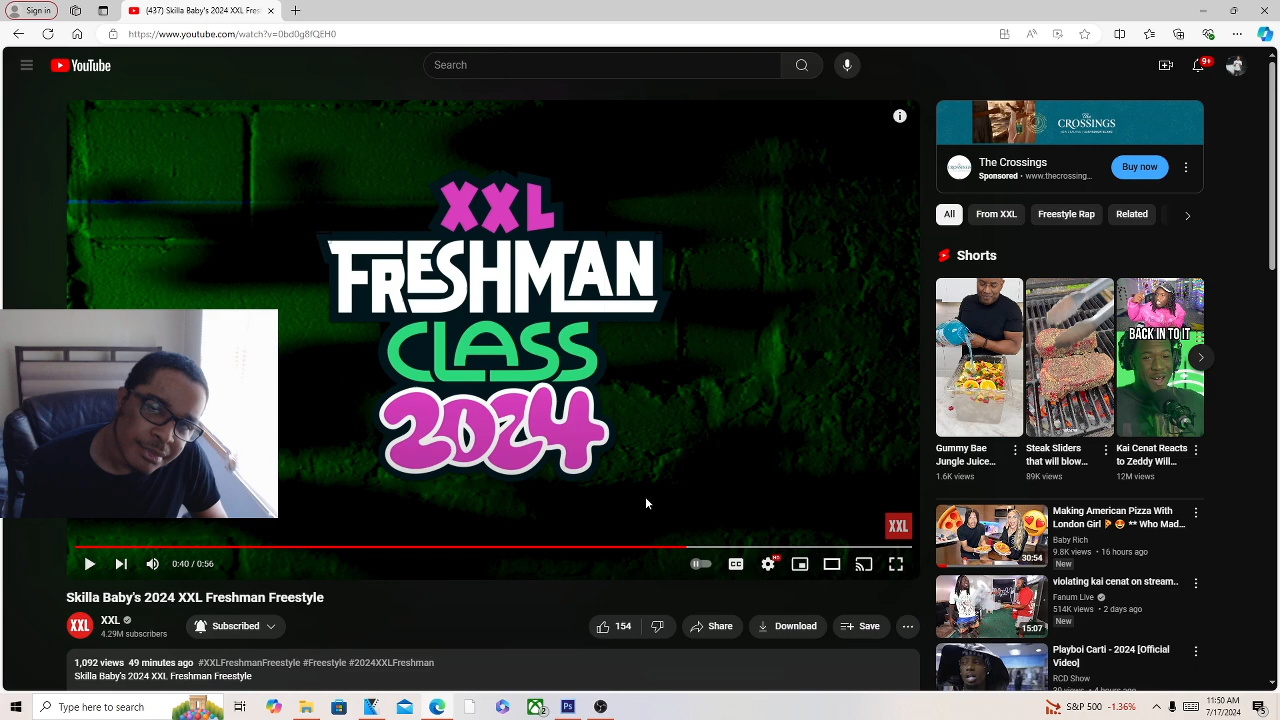 Sign in
(437) Skilla Baby's 2024 XXL Fres
https://www.youtube.com/watch?v=0bd0g8fQEH0
YouTube
Search
9+
XXL
FRESHMAN
CLASS
2024
XXL
0:40 / 0:56
CC
HD
Skilla Baby's 2024 XXL Freshman Freestyle
XXL
XXL
4.29M subscribers
Subscribed
154
Share
Download
Save
1,092 views 49 minutes ago #XXLFreshmanFreestyle #Freestyle #2024XXLFreshman
Skilla Baby's 2024 XXL Freshman Freestyle
The
CROSSINGS
The Crossings
Sponsored • www.thecrossing...
Buy now
All
From XXL
Freestyle Rap
Related
Shorts
BACK IN TO IT
Gummy Bae
Jungle Juice...
1.6K views
Steak Sliders
that will blow...
89K views
Kai Cenat Reacts
to Zeddy Will...
12M views
30:54
Making American Pizza With
London Girl 🍕 😍 ** Who Mad...
Baby Rich
9.8K views • 16 hours ago
New
15:07
violating kai cenat on stream..
Fanum Live
514K views • 2 days ago
New
Playboi Carti - 2024 [Official
Video]
RCD Show
Type here to search
S&P 500 -1.36%
11:50 AM
7/17/2024